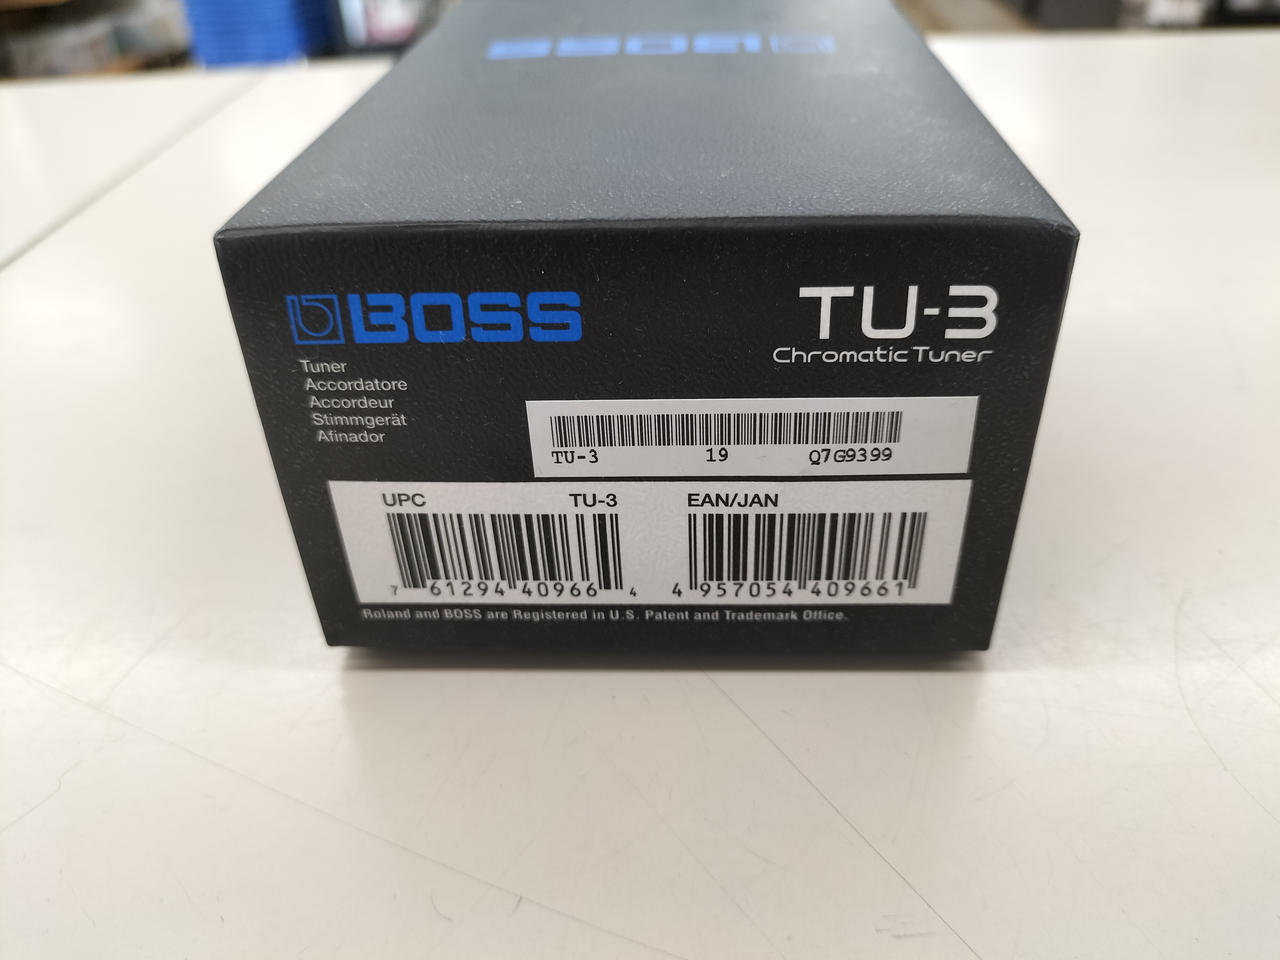 BOSS
BOSS
TU-3
Chromatic Tuner
Tuner
Accordatore
Accordeur
Stimmgerät
Afinador
TU-3 19 Q7G9399
UPC TU-3 EAN/JAN
7 61294 40966 4 4 957054 409661
Roland and BOSS are Registered in U.S. Patent and Trademark Office.